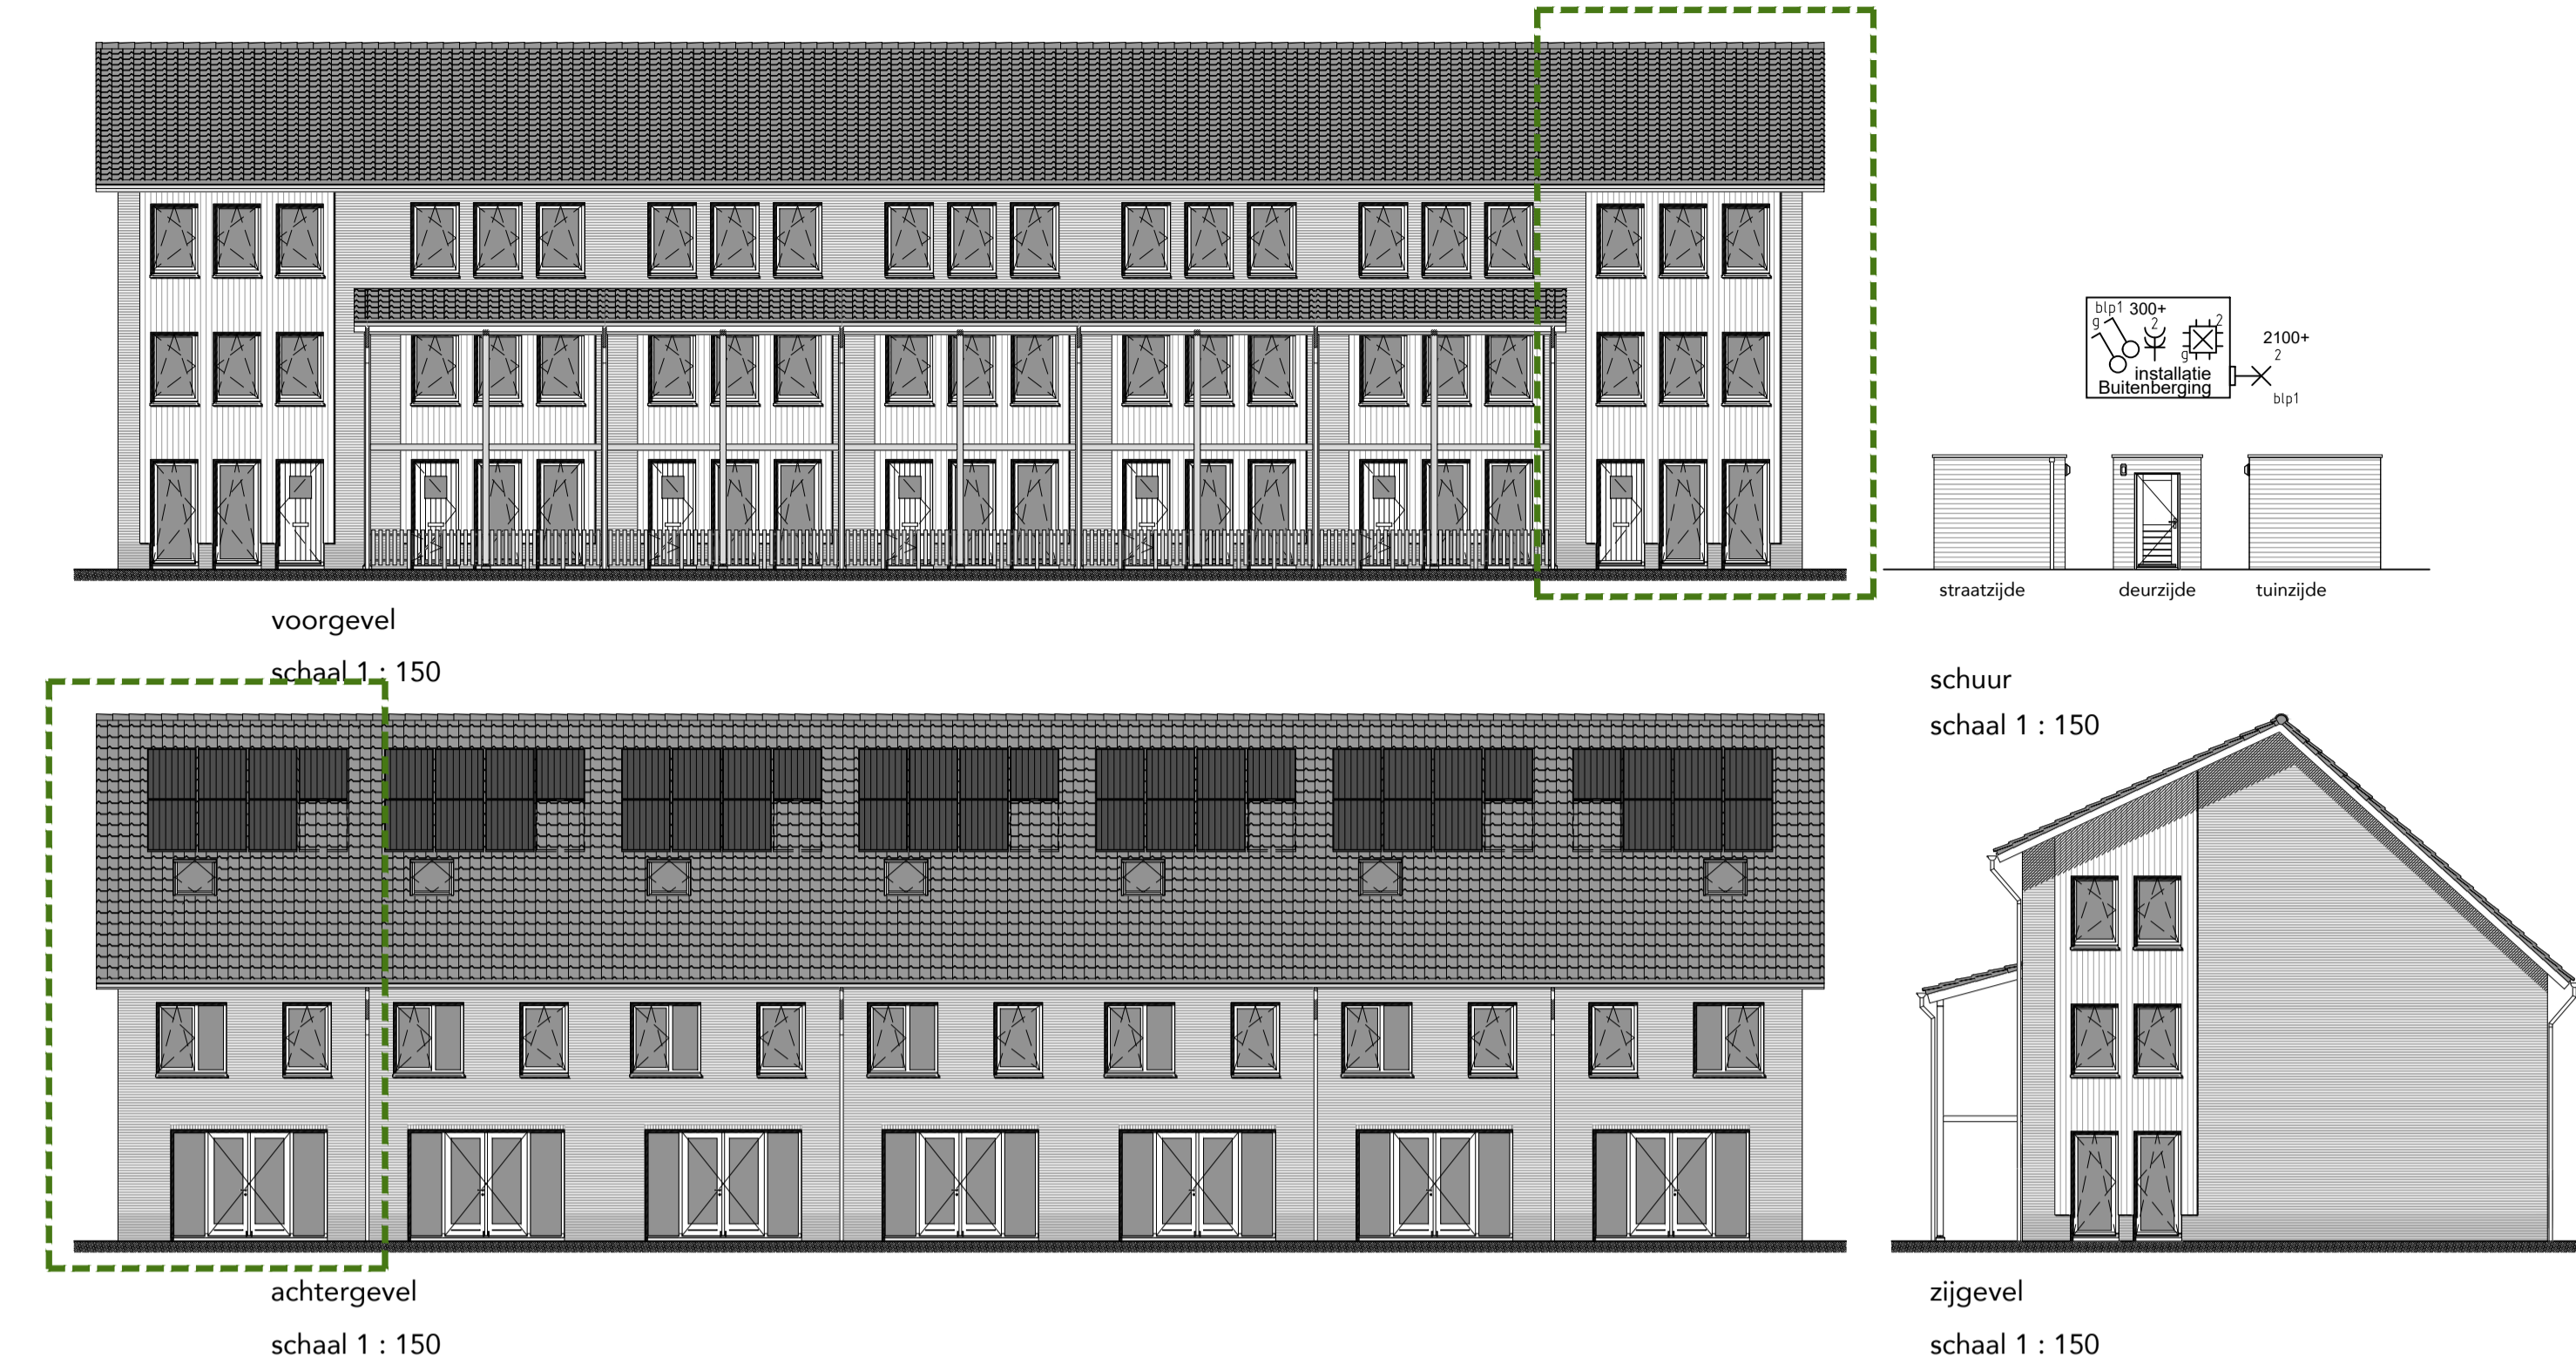 blp1 300+
g
2
2
g
installatie
Buitenberging
2100+
2
blp1
straatzijde
deurzijde
tuinzijde
voorgevel
schaal 1 : 150
schuur
schaal 1 : 150
achtergevel
schaal 1 : 150
zijgevel
schaal 1 : 150